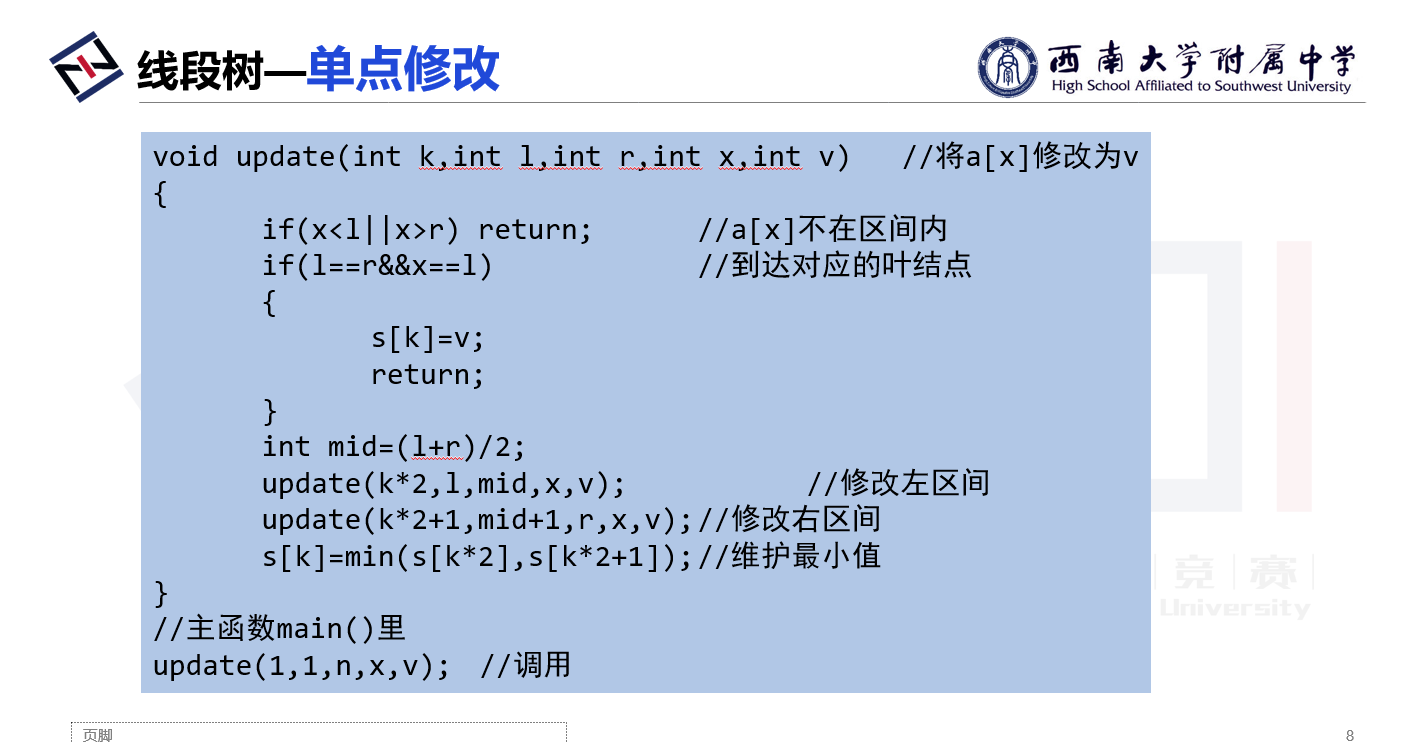 线段树—单点修改
西南大学附属中学
High School Affiliated to Southwest University
void update(int k,int l,int r,int x,int v)   //将a[x]修改为v
{
if(x<l||x>r) return;      //a[x]不在区间内
if(l==r&&x==l)            //到达对应的叶结点
{
s[k]=v;
return;
}
int mid=(l+r)/2;
update(k*2,l,mid,x,v);          //修改左区间
update(k*2+1,mid+1,r,x,v);//修改右区间
s[k]=min(s[k*2],s[k*2+1]);//维护最小值
}
//主函数main()里
update(1,1,n,x,v);  //调用
竞 赛
University
页脚
8